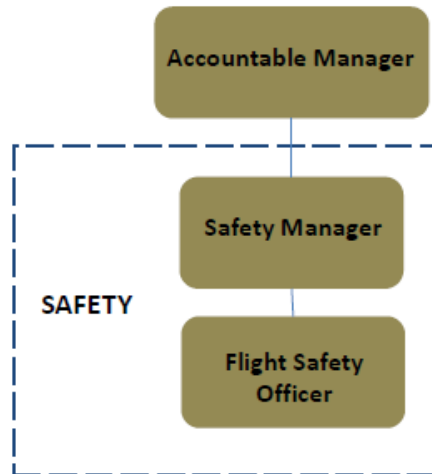 Accountable Manager
Safety Manager
SAFETY
Flight Safety
Officer